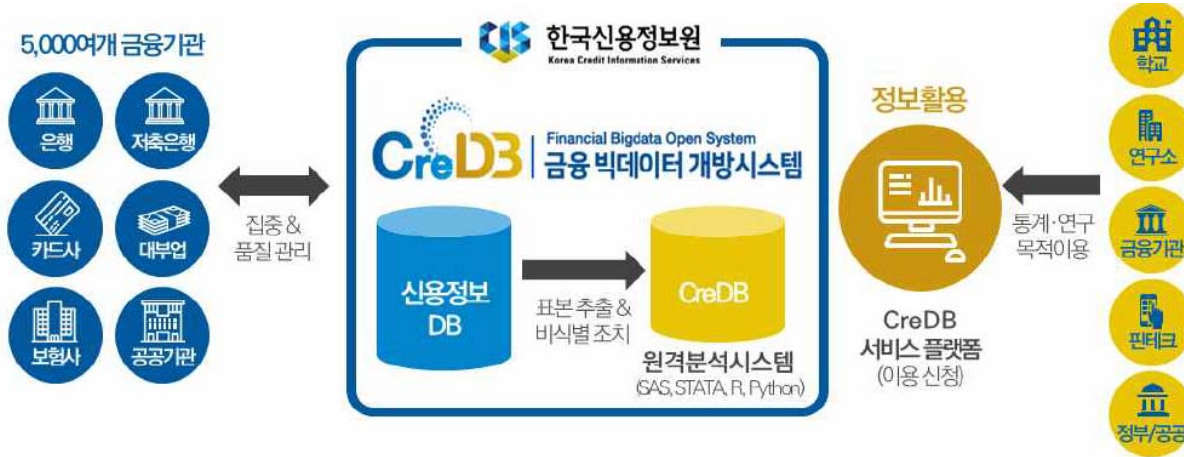 5,000여개 금융기관
은행
저축은행
카드사
대부업
보험사
공공기관
집중 &
품질 관리
CIS 한국신용정보원
Korea Credit Information Services
CreDB
Financial Bigdata Open System
금융 빅데이터 개방시스템
신용정보
DB
표본 추출 &
비식별 조치
CreDB
원격분석시스템
(SAS, STATA, R, Python)
정보활용
CreDB
서비스 플랫폼
(이용 신청)
통계·연구
목적이용
학교
연구소
금융기관
핀테크
정부/공공